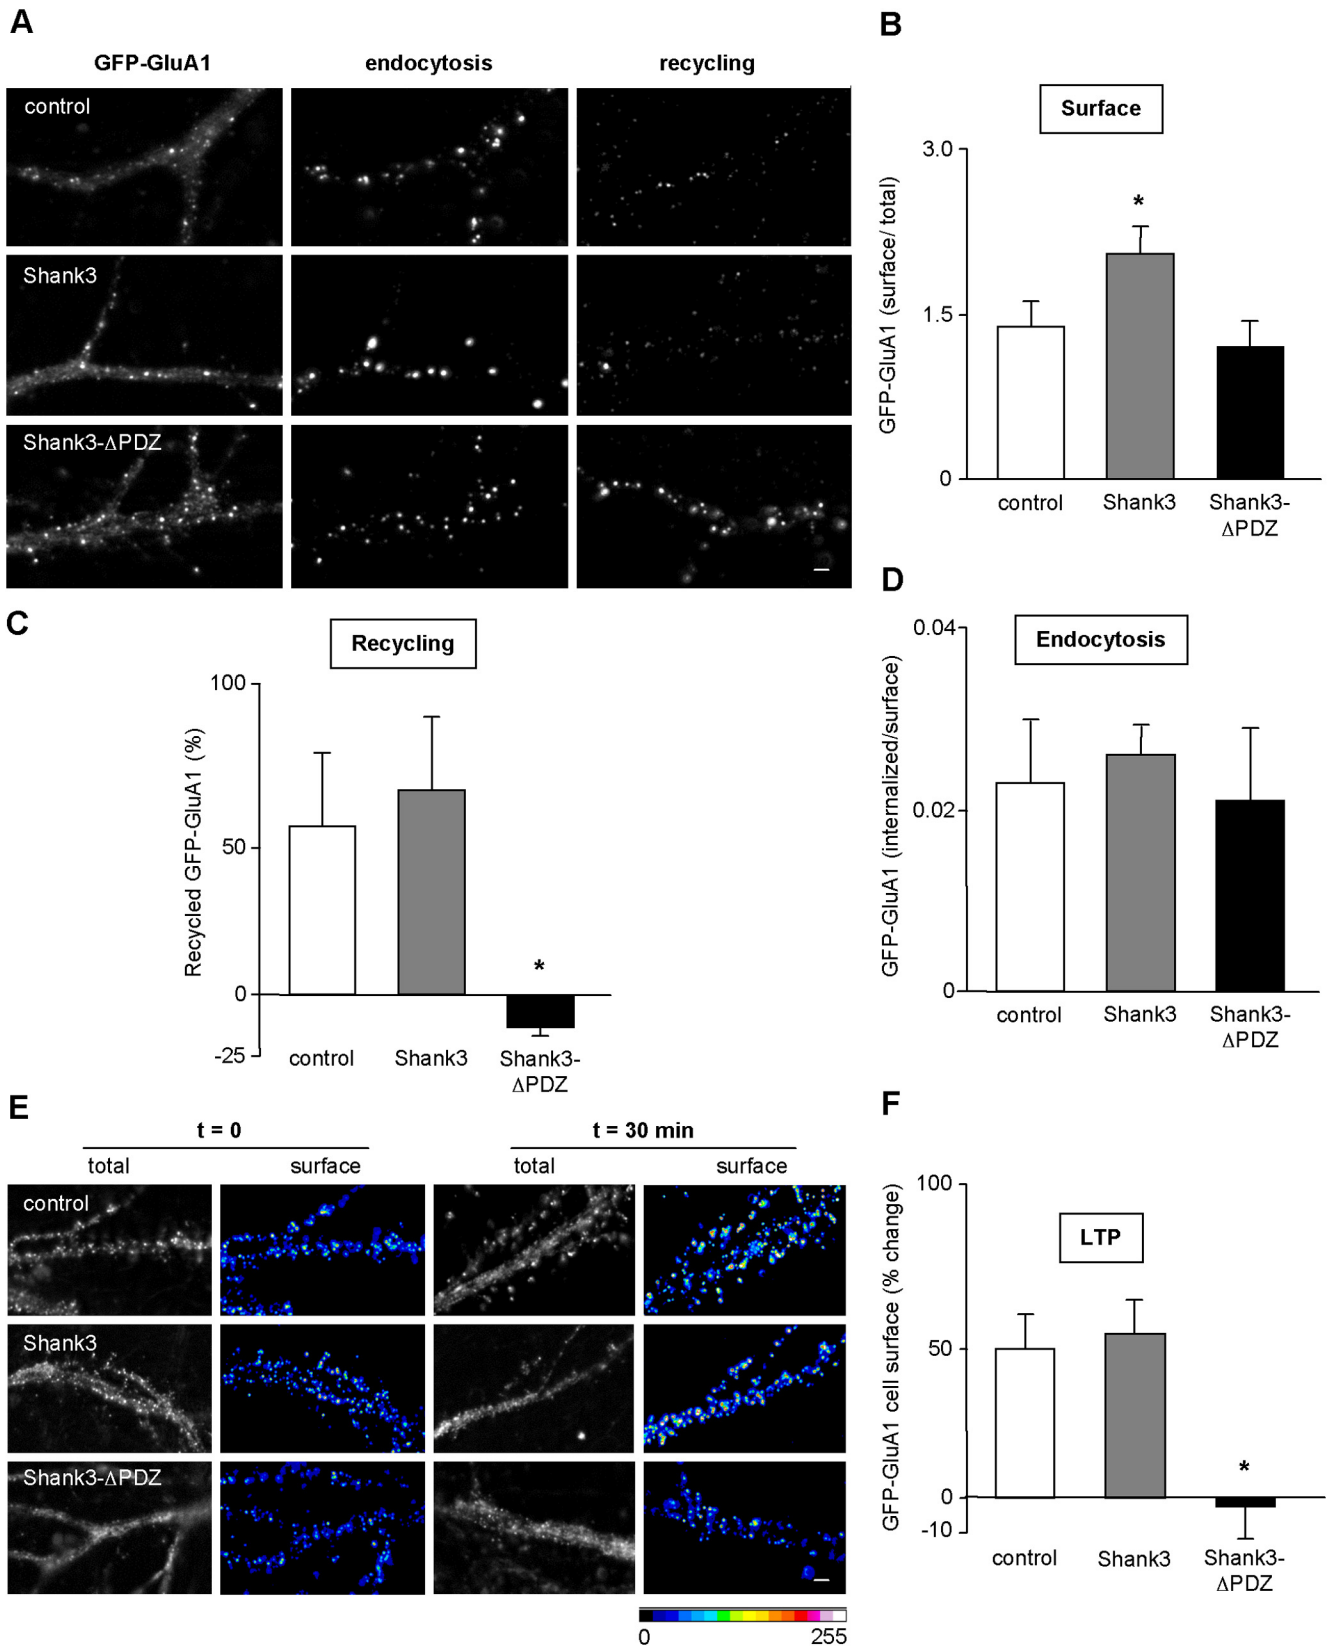 A
GFP-GluA1 endocytosis recycling
control
Shank3
Shank3-ΔPDZ
B
Surface
GFP-GluA1 (surface/ total)
3.0
1.5
0
*
control Shank3 Shank3-
ΔPDZ
C
Recycling
Recycled GFP-GluA1 (%)
100
50
0
-25
*
control Shank3 Shank3-
ΔPDZ
D
Endocytosis
GFP-GluA1 (internalized/surface)
0.04
0.02
0
control Shank3 Shank3-
ΔPDZ
E
t = 0 t = 30 min
total surface total surface
control
Shank3
Shank3-ΔPDZ
0 255
F
LTP
GFP-GluA1 cell surface (% change)
100
50
0
-10
*
control Shank3 Shank3-
ΔPDZ